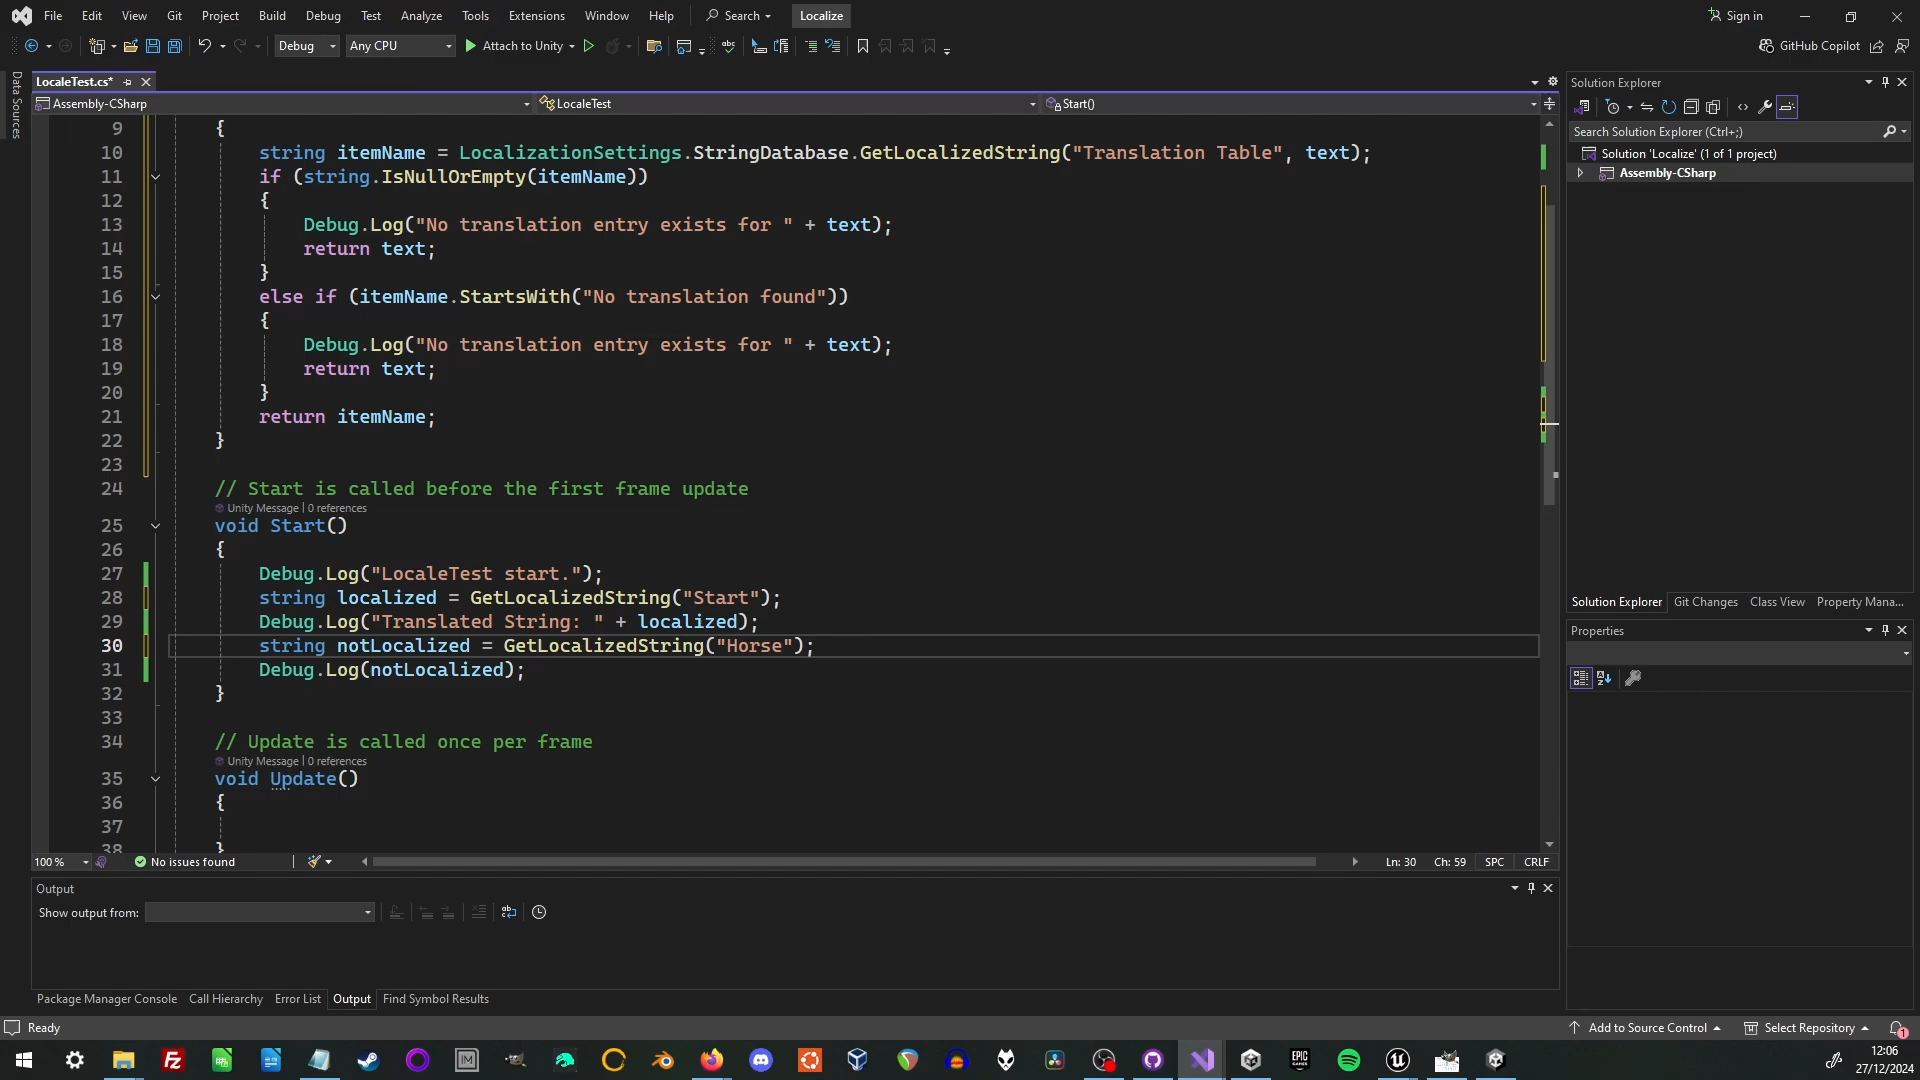 File Edit View Git Project Build Debug Test Analyze Tools Extensions Window Help Search Localize Sign in
Debug Any CPU Attach to Unity GitHub Copilot
Data Sources
LocaleTest.cs*
Assembly-CSharp LocaleTest Start()
9 {
10 string itemName = LocalizationSettings.StringDatabase.GetLocalizedString("Translation Table", text);
11 if (string.IsNullOrEmpty(itemName))
12 {
13 Debug.Log("No translation entry exists for " + text);
14 return text;
15 }
16 else if (itemName.StartsWith("No translation found"))
17 {
18 Debug.Log("No translation entry exists for " + text);
19 return text;
20 }
21 return itemName;
22 }
23
24 // Start is called before the first frame update
Unity Message | 0 references
25 void Start()
26 {
27 Debug.Log("LocaleTest start.");
28 string localized = GetLocalizedString("Start");
29 Debug.Log("Translated String: " + localized);
30 string notLocalized = GetLocalizedString("Horse");
31 Debug.Log(notLocalized);
32 }
33
34 // Update is called once per frame
Unity Message | 0 references
35 void Update()
36 {
37
38 }
100 % No issues found Ln: 30 Ch: 59 SPC CRLF
Output
Show output from:
Package Manager Console Call Hierarchy Error List Output Find Symbol Results
Solution Explorer
Search Solution Explorer (Ctrl+;)
Solution 'Localize' (1 of 1 project)
Assembly-CSharp
Solution Explorer Git Changes Class View Property Mana...
Properties
Ready Add to Source Control Select Repository 1
12:06
27/12/2024